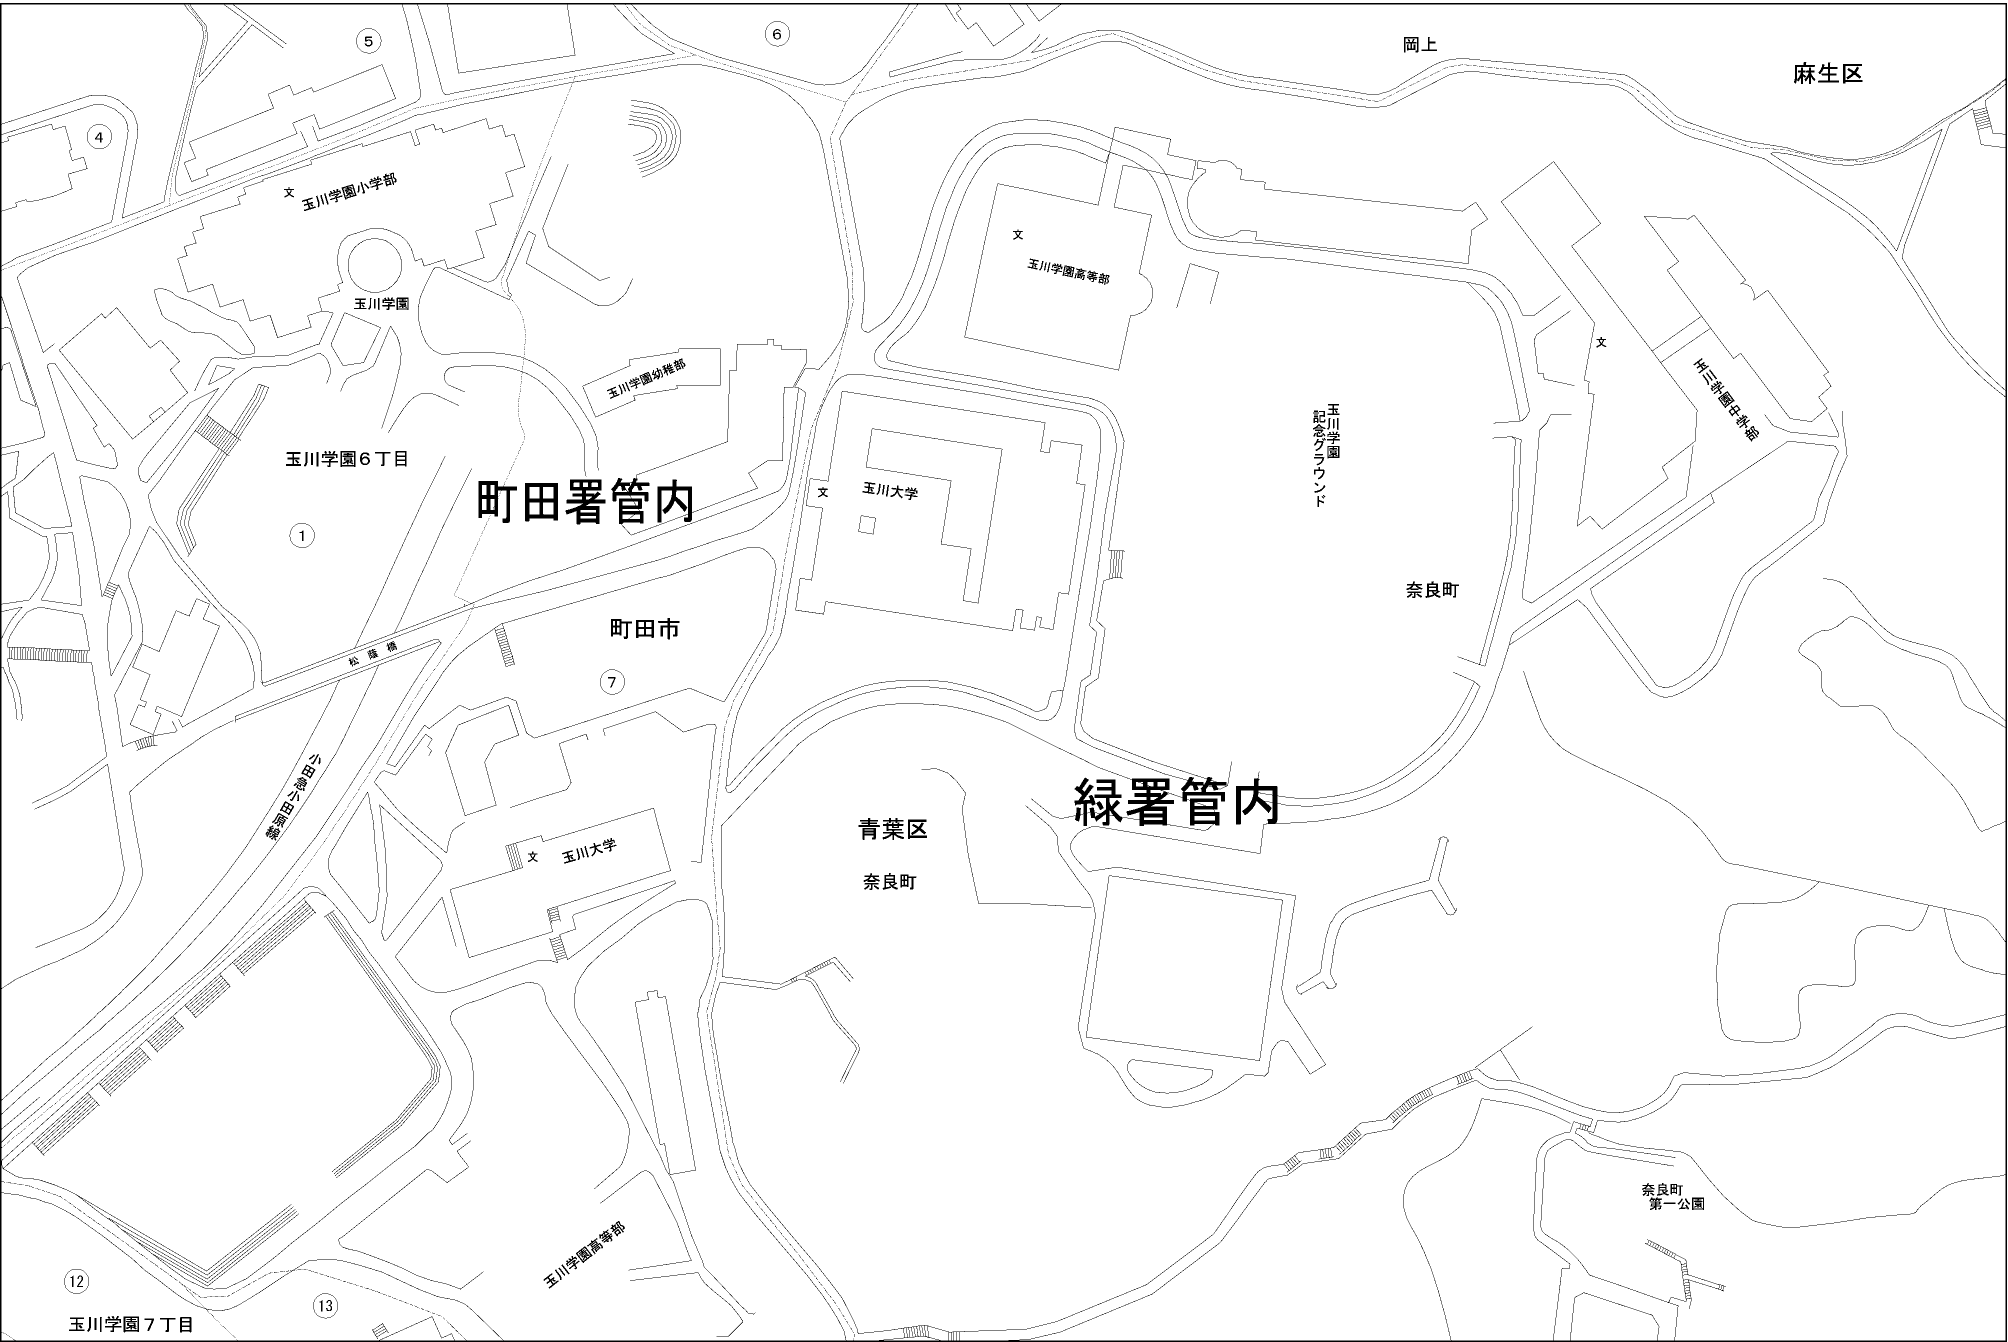 ⑤
⑥
岡上
麻生区
④
文
玉川学園小学部
文
玉川学園高等部
玉川学園
文
玉川学園幼稚部
玉川学園中学部
玉川学園
記念グラウンド
玉川学園6丁目
町田署管内
文
玉川大学
①
奈良町
町田市
松蔭橋
⑦
小田急小田原線
緑署管内
青葉区
文
玉川大学
奈良町
奈良町
第一公園
玉川学園高等部
⑫
⑬
玉川学園7丁目